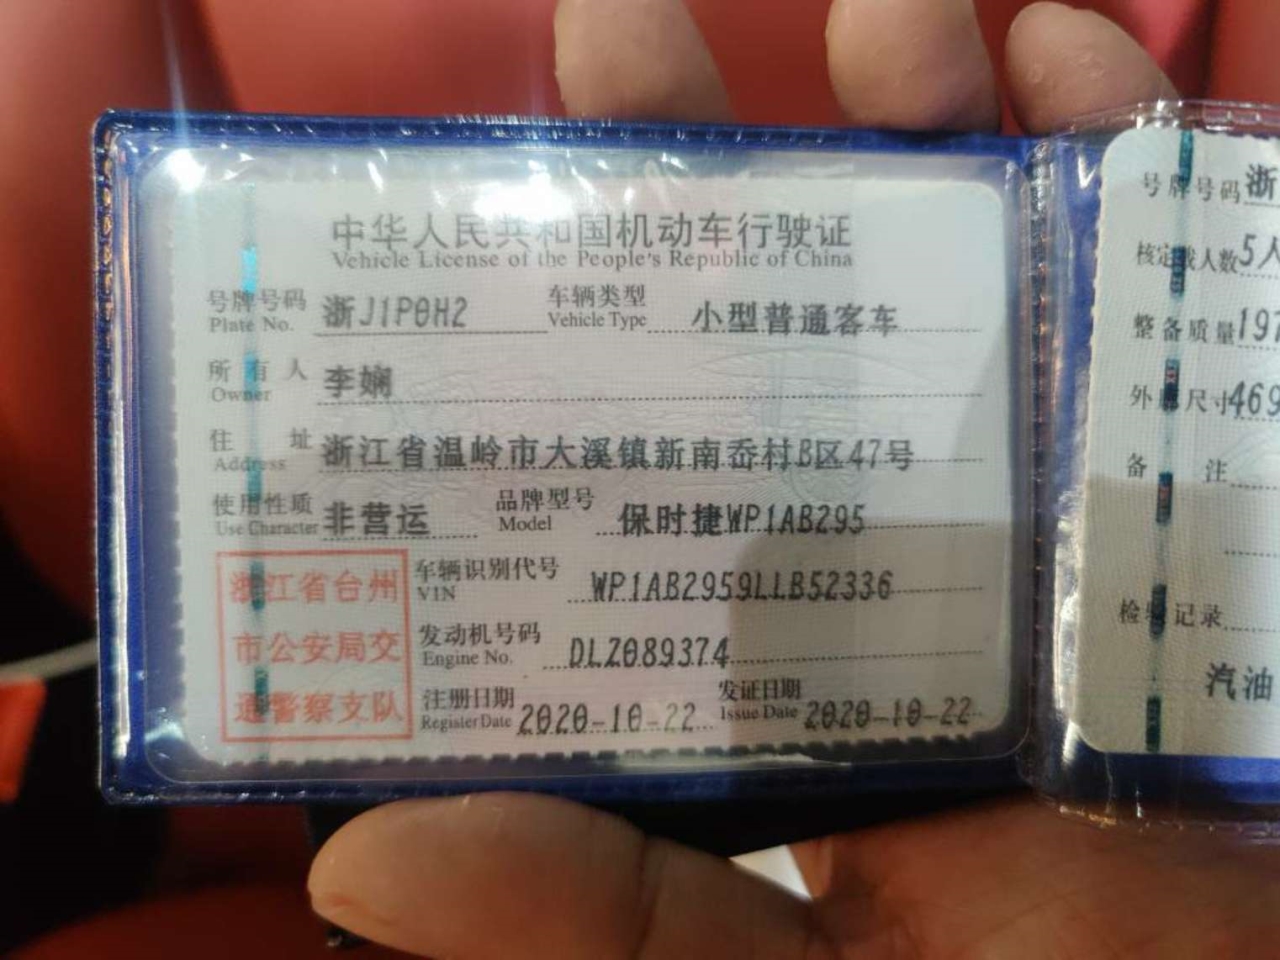 中华人民共和国机动车行驶证
Vehicle License of the People's Republic of China
号牌号码 浙J1P0H2 车辆类型 小型普通客车
Plate No. Vehicle Type
所有人 李娴
Owner
住址 浙江省温岭市大溪镇新南岙村B区47号
Address
使用性质 非营运 品牌型号 保时捷WP1AB295
Use Character Model
浙江省台州
市公安局交
通警察支队
车辆识别代号 WP1AB2959LLB52336
VIN
发动机号码 DLZ089374
Engine No.
注册日期 2020-10-22 发证日期 2020-10-22
Register Date Issue Date
号牌号码 浙
核定载人数 5人
整备质量 197
外廓尺寸 469
备注
检验记录
汽油